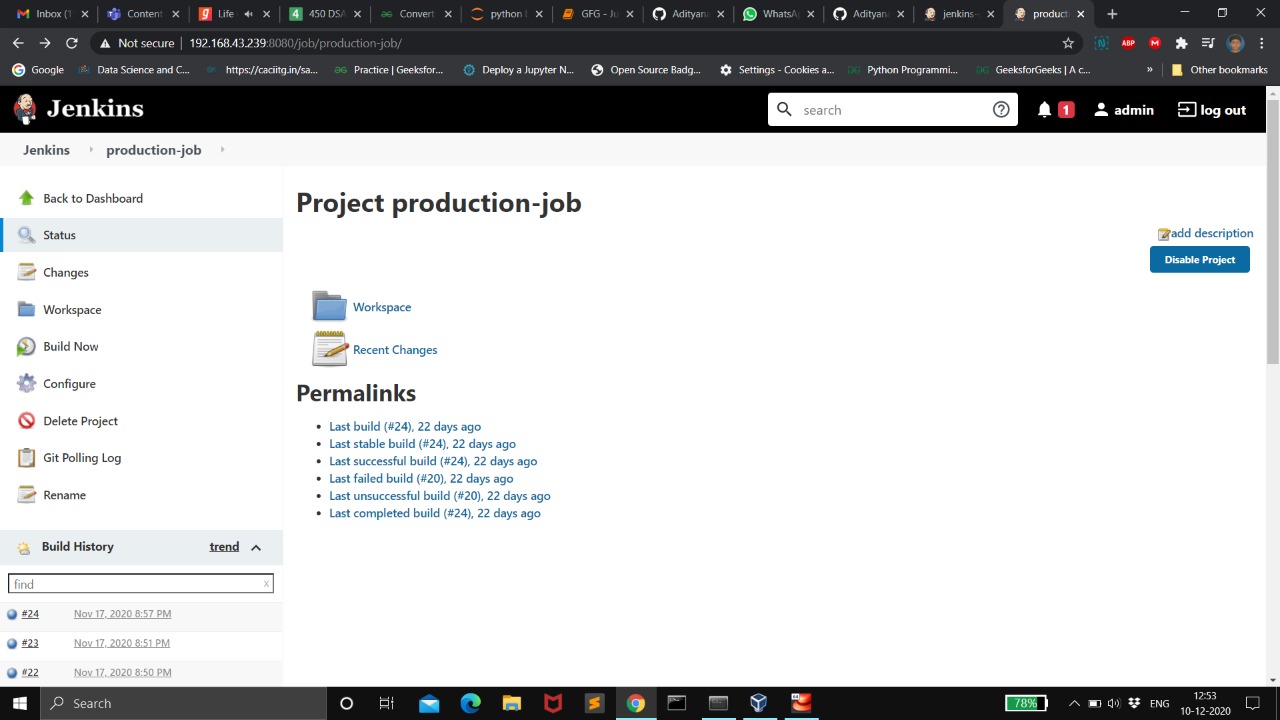 Inbox (1
Content
Life
450 DSA
Convert
python l
GFG - Ju
Adityana
WhatsA
Adityana
jenkins-
product
Not secure | 192.168.43.239:8080/job/production-job/
ABP
Google
Data Science and C...
https://caciitg.in/sa...
Practice | Geeksfor...
Deploy a Jupyter N...
Open Source Badg...
Settings - Cookies a...
Python Programmi...
GeeksforGeeks | A c...
»
Other bookmarks
Jenkins
search
1
admin
log out
Jenkins
production-job
Back to Dashboard
Status
Changes
Workspace
Build Now
Configure
Delete Project
Git Polling Log
Rename
Project production-job
add description
Disable Project
Workspace
Recent Changes
Permalinks
Last build (#24), 22 days ago
Last stable build (#24), 22 days ago
Last successful build (#24), 22 days ago
Last failed build (#20), 22 days ago
Last unsuccessful build (#20), 22 days ago
Last completed build (#24), 22 days ago
Build History
trend
find
x
#24 Nov 17, 2020 8:57 PM
#23 Nov 17, 2020 8:51 PM
#22 Nov 17, 2020 8:50 PM
Search
78%
ENG
12:53
10-12-2020